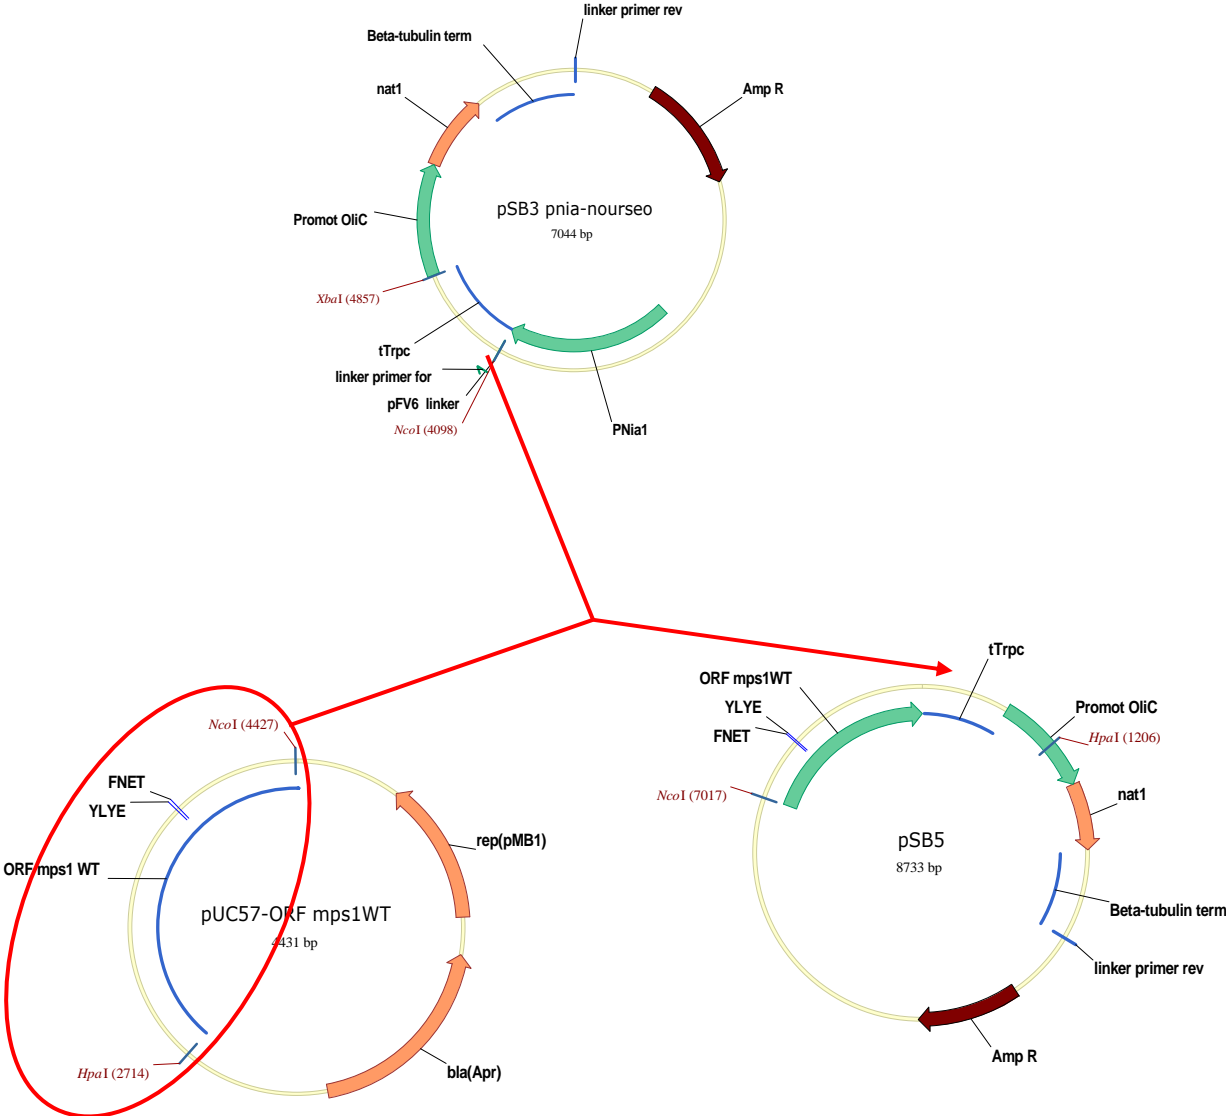 linker primer rev
Beta-tubulin term
nat1
Amp R
Promot OliC
pSB3 pnia-nourseo
7044 bp
XbaI (4857)
tTrpc
linker primer for
pFV6 linker
NcoI (4098)
PNia1
NcoI (4427)
FNET
YLYE
ORF mps1 WT
rep(pMB1)
pUC57-ORF mps1WT
4431 bp
HpaI (2714)
bla(Apr)
tTrpc
ORF mps1WT
YLYE
FNET
Promot OliC
HpaI (1206)
NcoI (7017)
nat1
pSB5
8733 bp
Beta-tubulin term
linker primer rev
Amp R